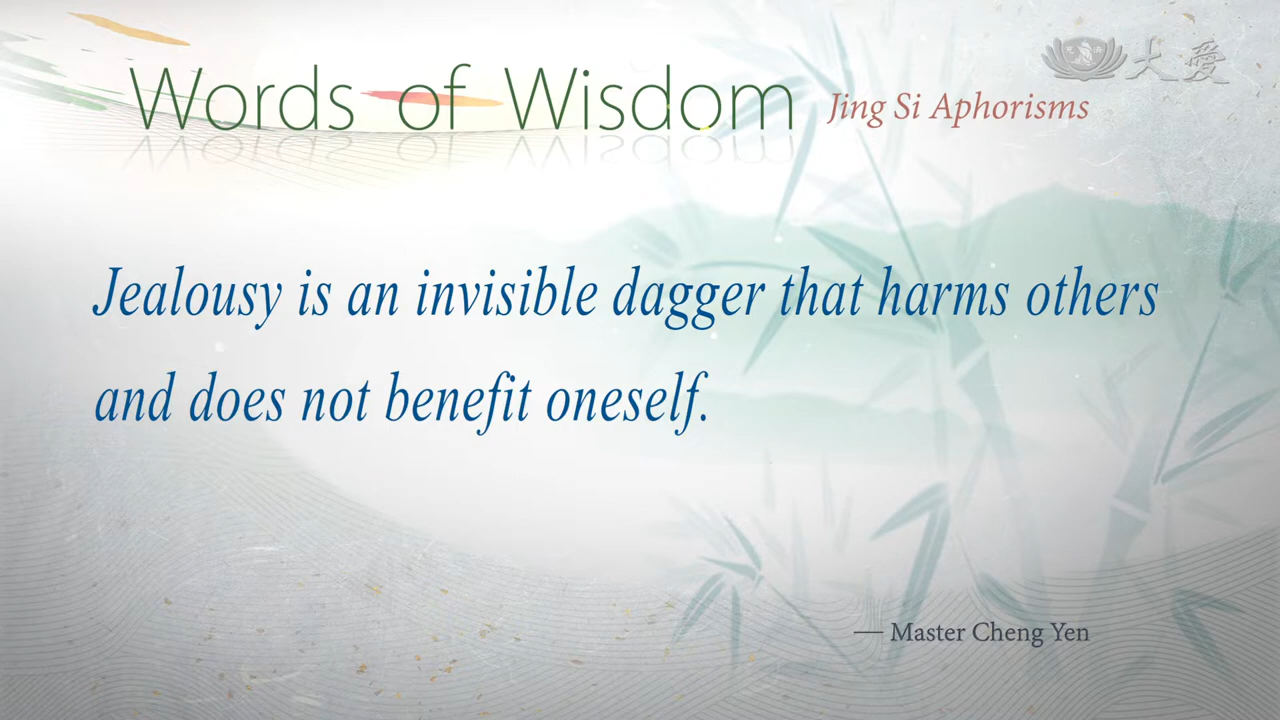 Words of Wisdom Jing Si Aphorisms
大愛
Jealousy is an invisible dagger that harms others
and does not benefit oneself.
— Master Cheng Yen